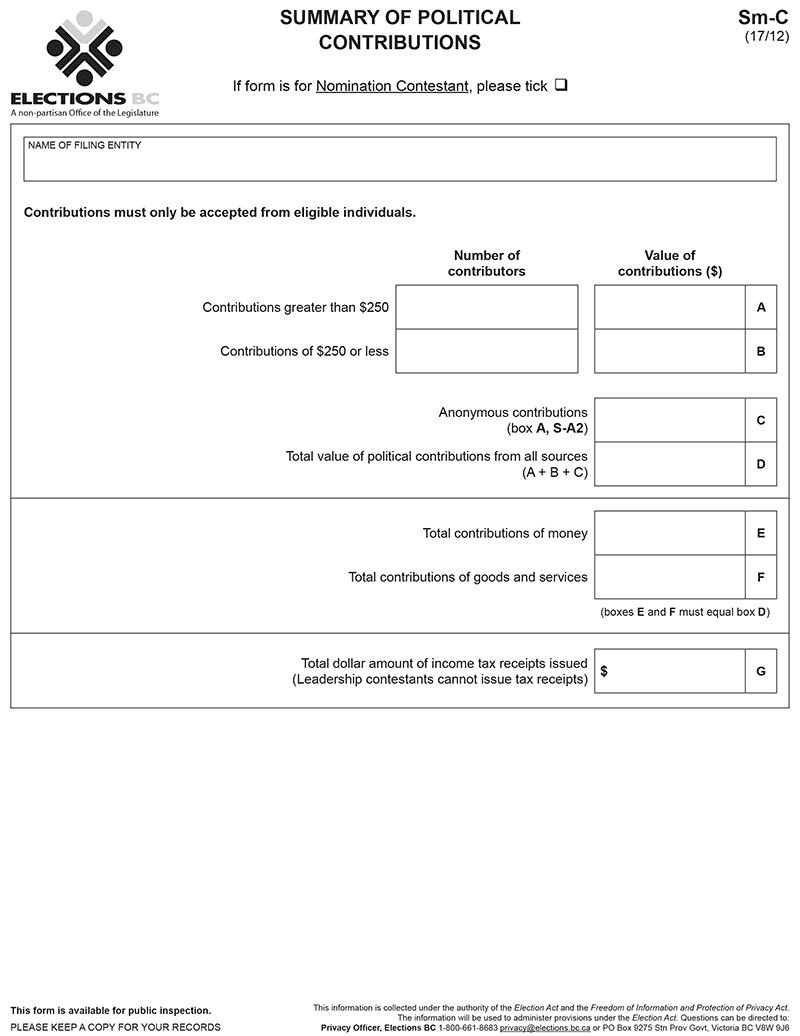 SUMMARY OF POLITICAL
CONTRIBUTIONS
Sm-C
(17/12)
If form is for Nomination Contestant, please tick ❑
ELECTIONS BC
A non-partisan Office of the Legislature
NAME OF FILING ENTITY
Contributions must only be accepted from eligible individuals.
Number of
contributors
Value of
contributions ($)
Contributions greater than $250
A
Contributions of $250 or less
B
Anonymous contributions
(box A, S-A2)
C
Total value of political contributions from all sources
(A + B + C)
D
Total contributions of money
E
Total contributions of goods and services
F
(boxes E and F must equal box D)
Total dollar amount of income tax receipts issued
(Leadership contestants cannot issue tax receipts)
$
G
This form is available for public inspection.
PLEASE KEEP A COPY FOR YOUR RECORDS
This information is collected under the authority of the Election Act and the Freedom of Information and Protection of Privacy Act.
The information will be used to administer provisions under the Election Act. Questions can be directed to:
Privacy Officer, Elections BC 1-800-661-8683 privacy@elections.bc.ca or PO Box 9275 Stn Prov Govt, Victoria BC V8W 9J6